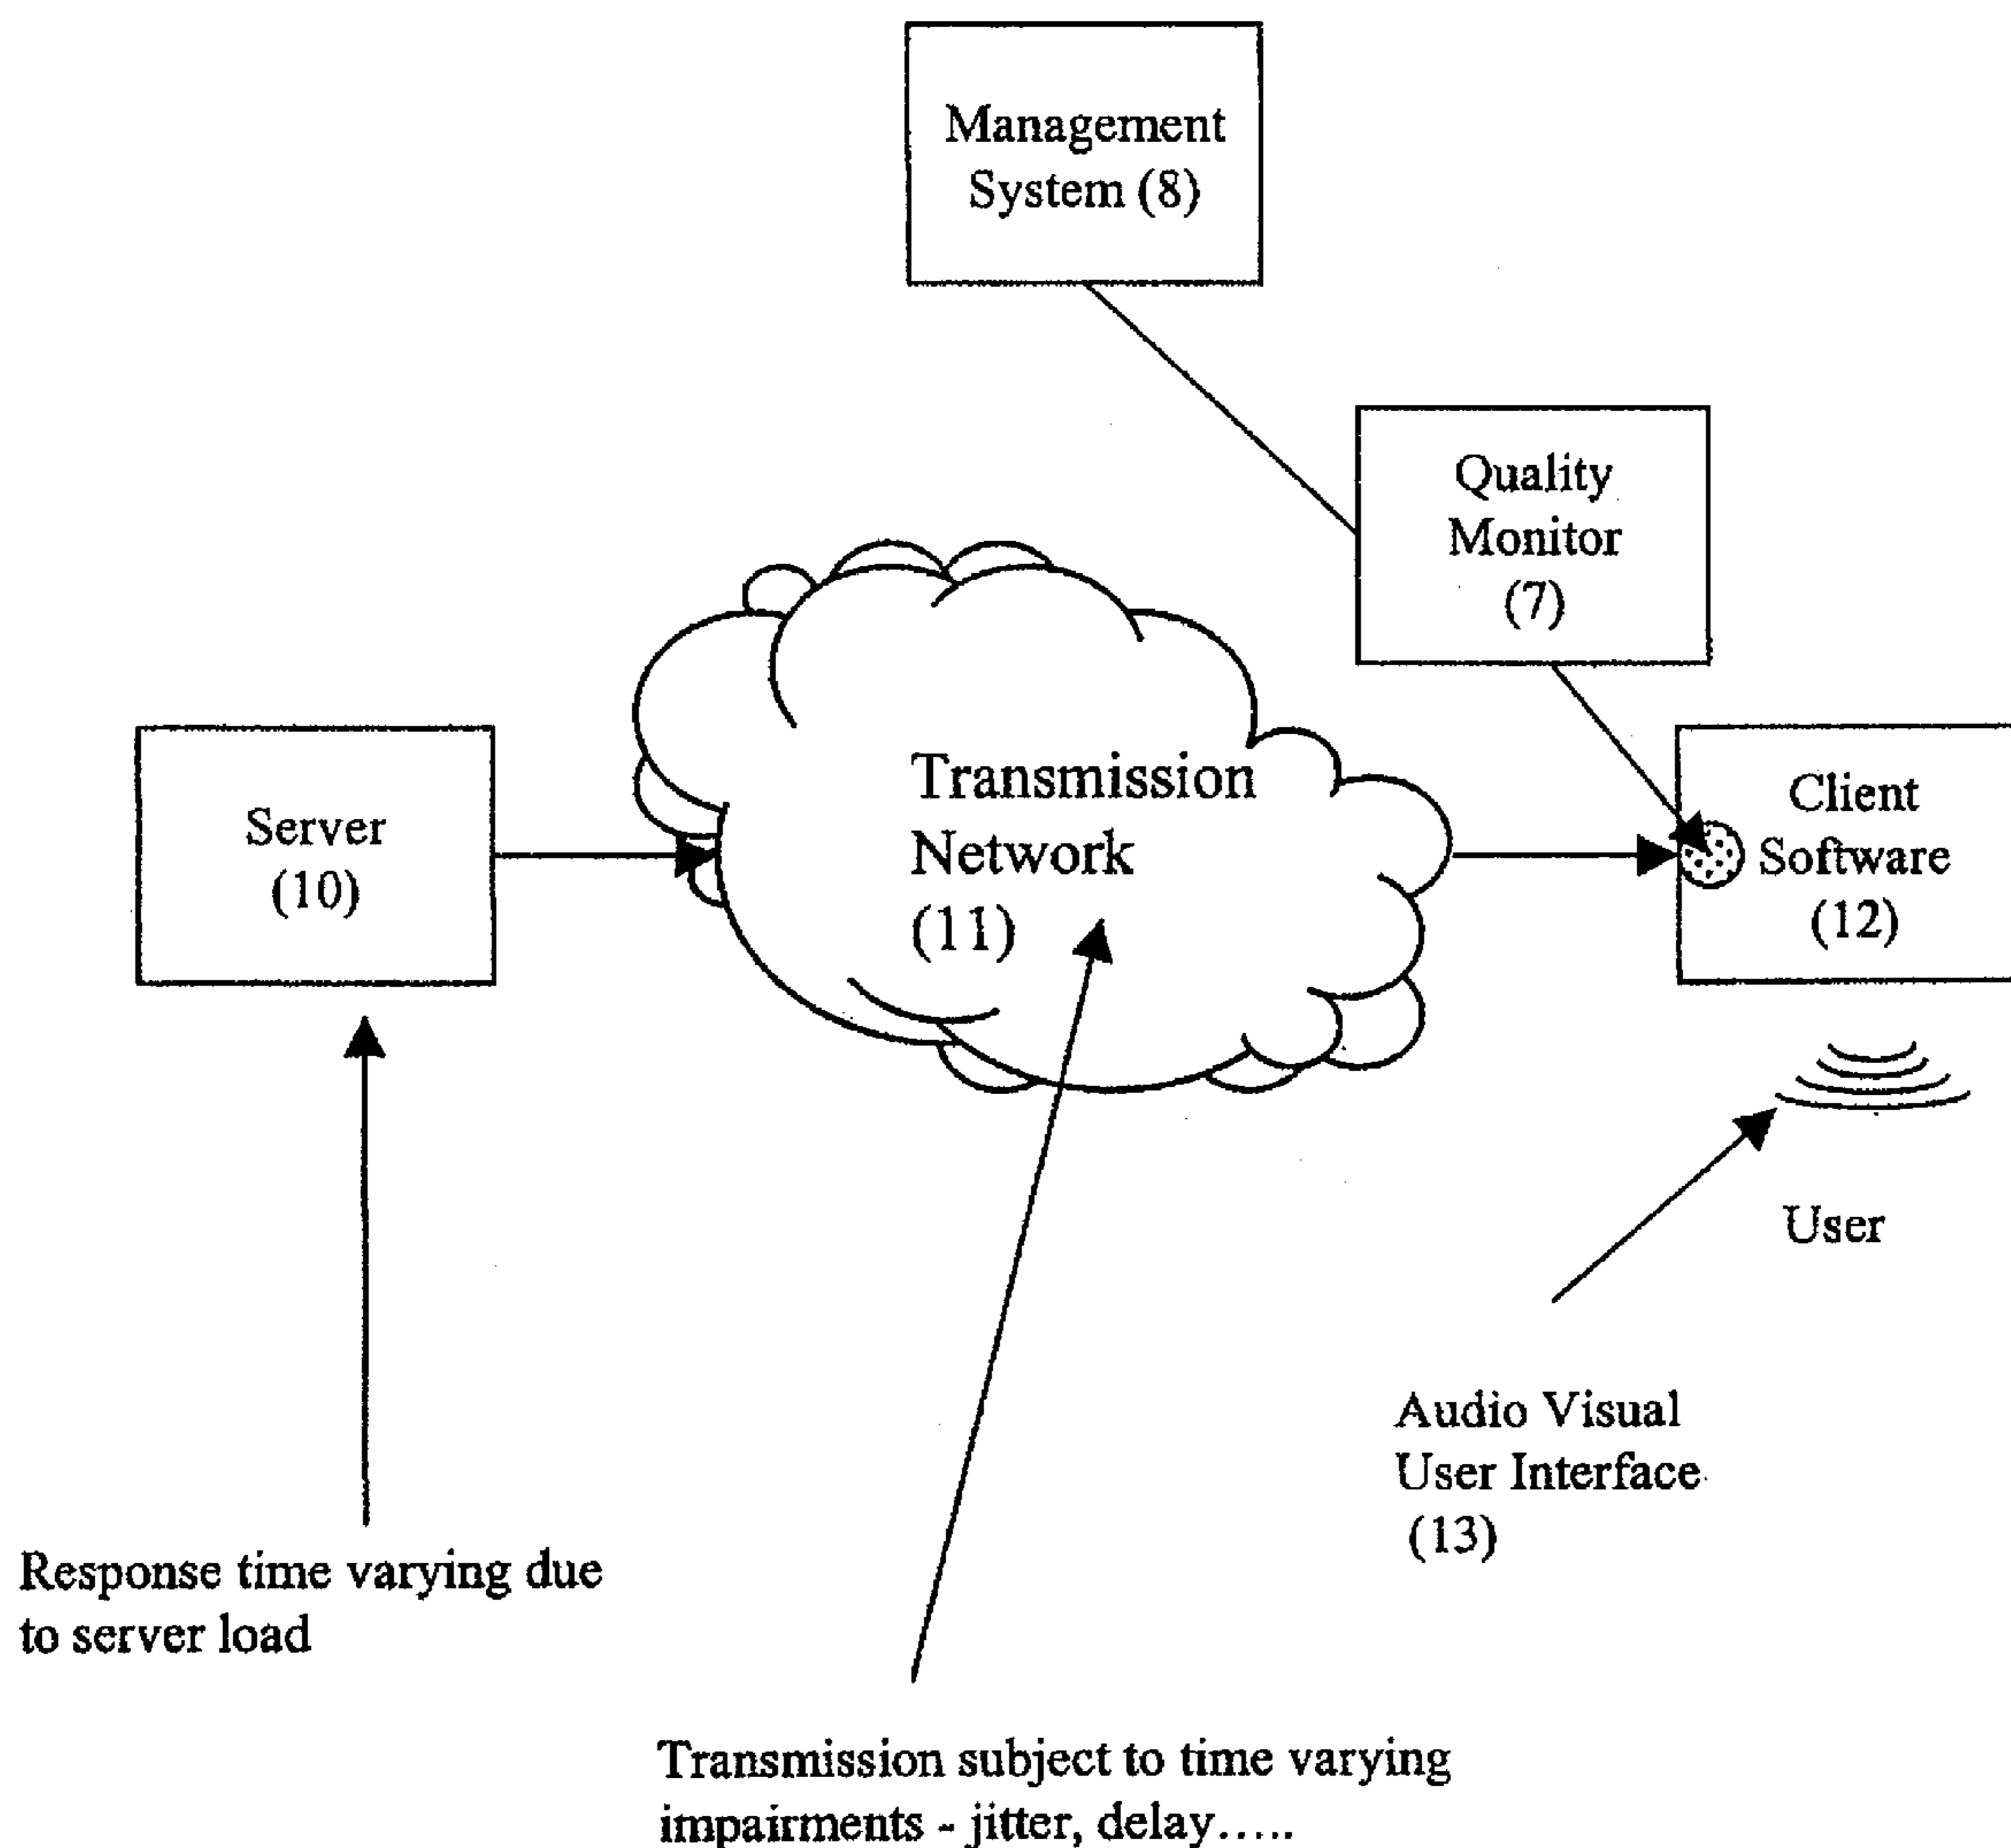 Management
System (8)
Quality
Monitor
(7)
Server
(10)
Transmission
Network
(11)
Client
Software
(12)
User
Audio Visual
User Interface
(13)
Response time varying due
to server load
Transmission subject to time varying
impairments - jitter, delay.....